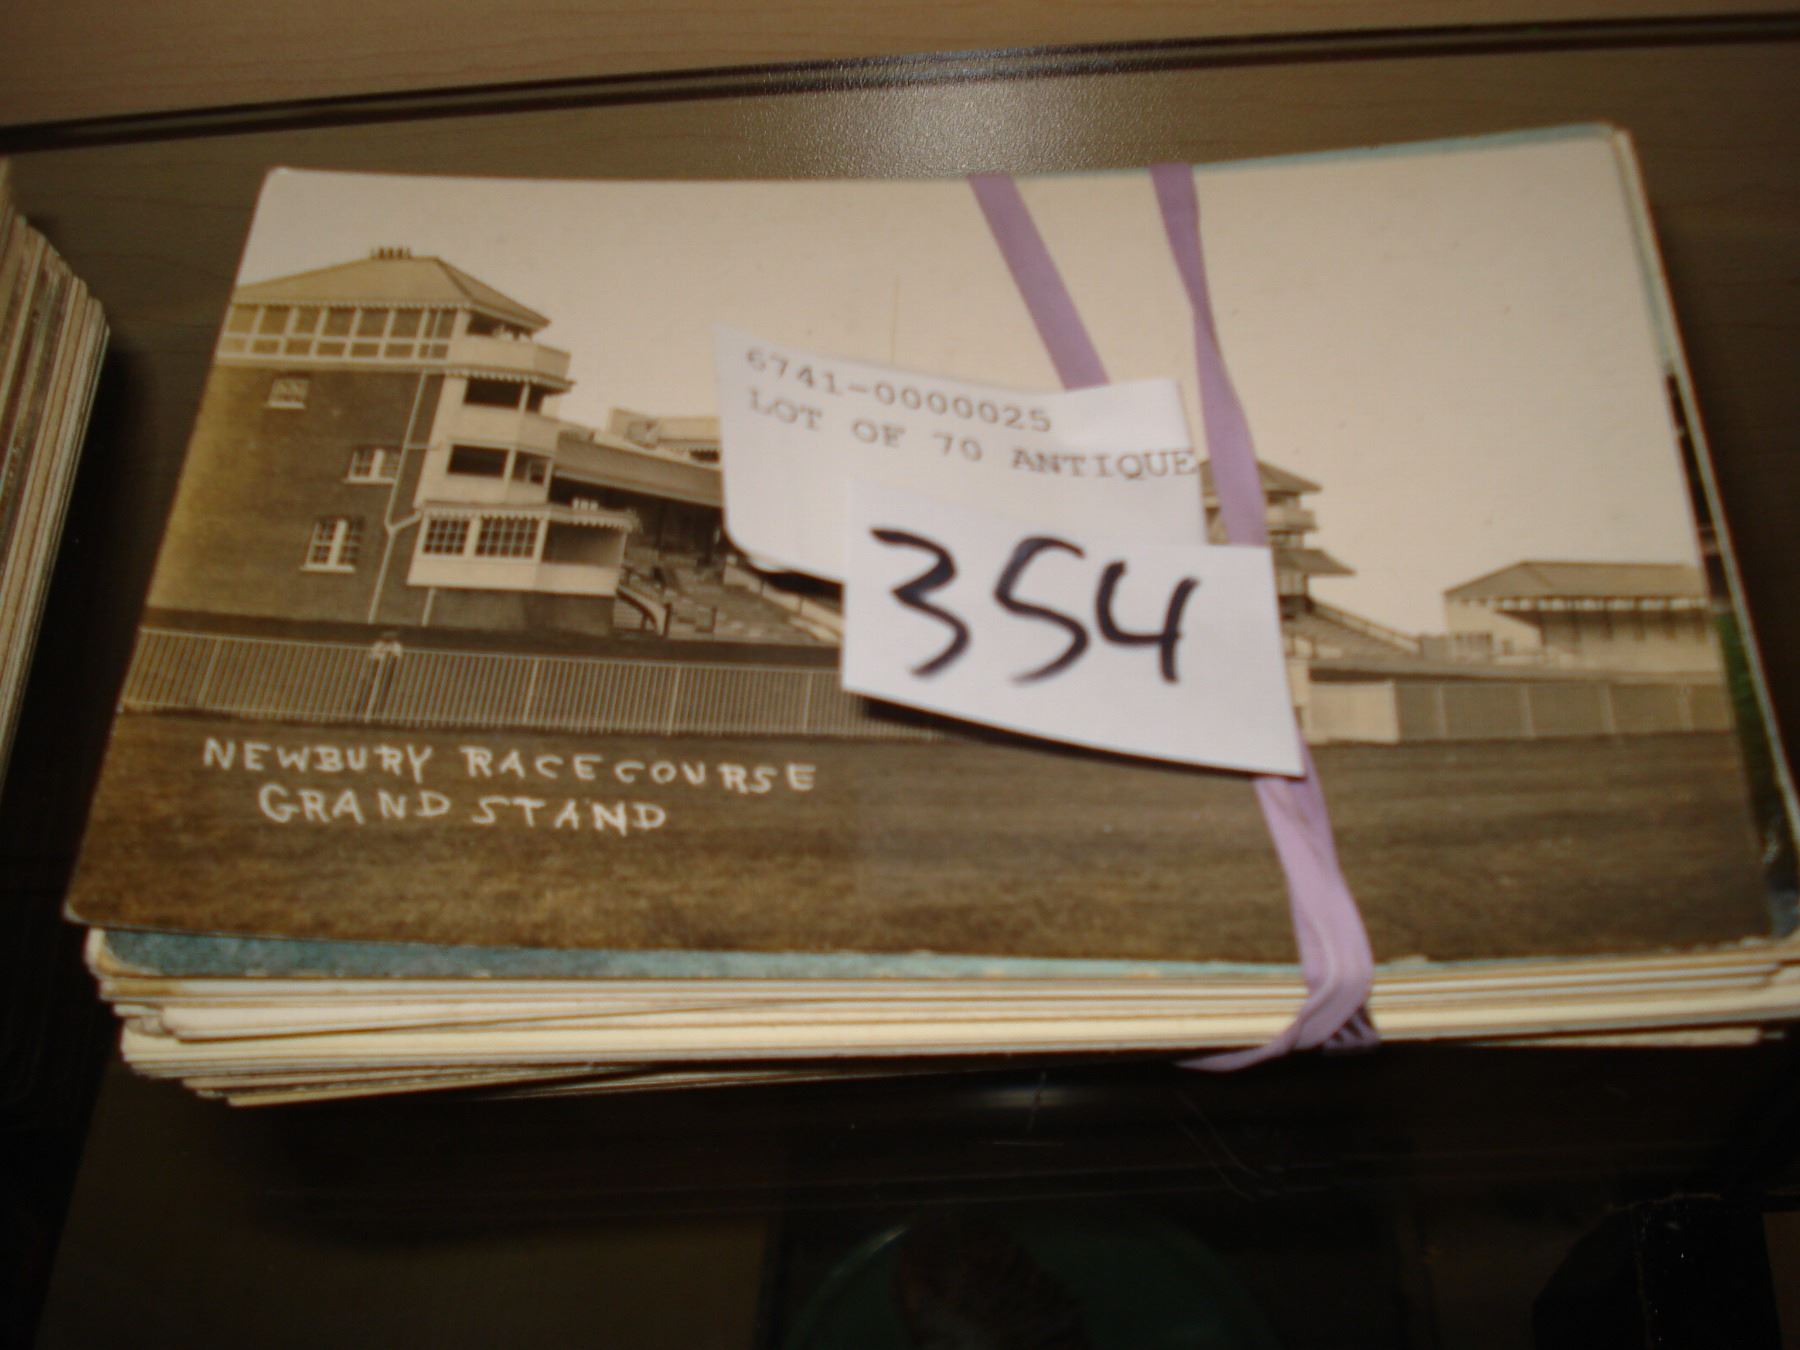 6741-0000025
LOT OF 70 ANTIQUE
354
NEWBURY RACECOURSE
GRAND STAND